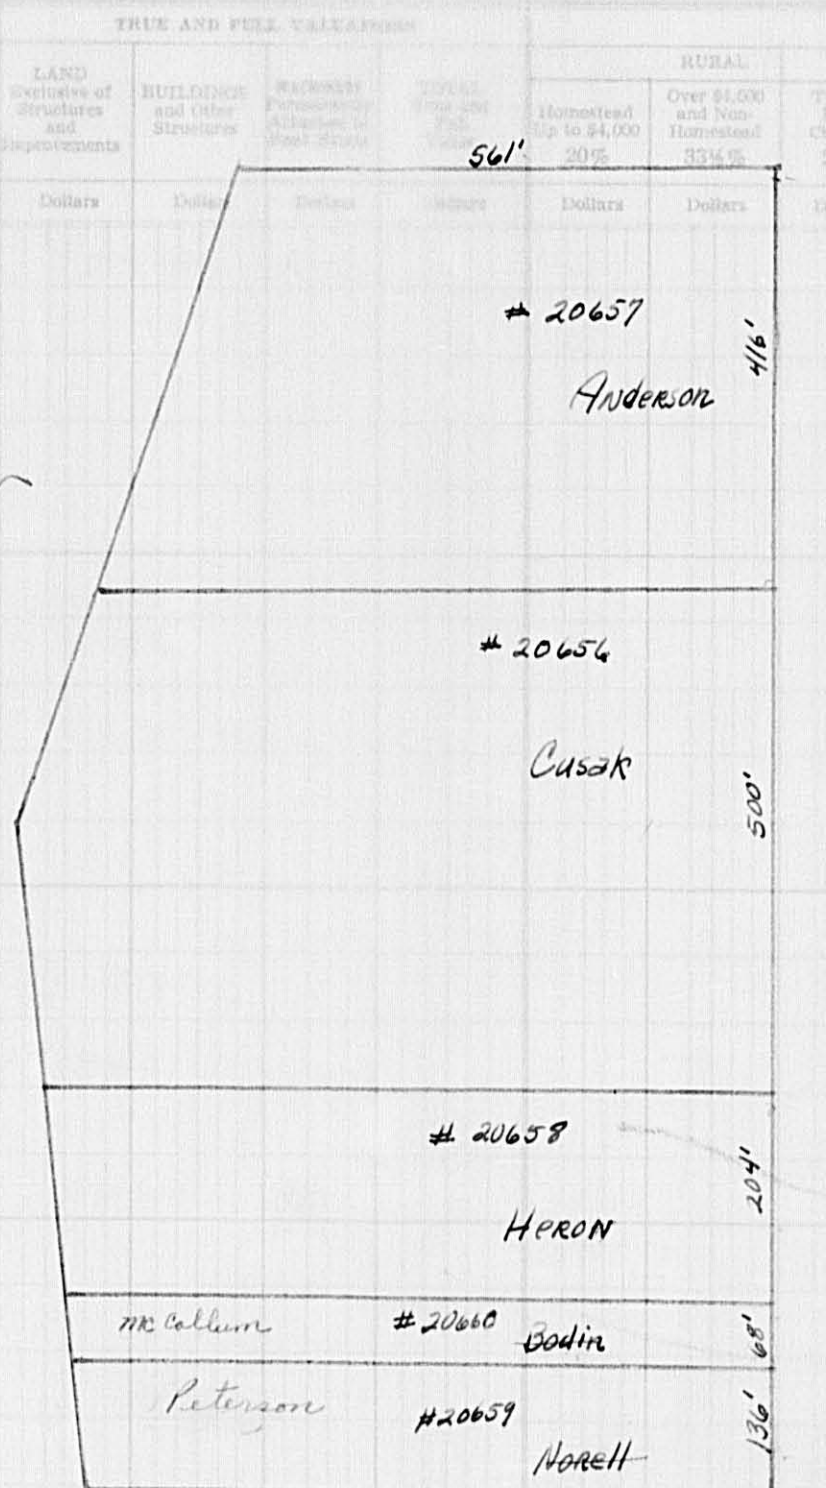 TRUE AND FULL VALUATIONS
RURAL
LAND
Exclusive of
Structures
and
Improvements
BUILDINGS
and Other
Structures
Homestead
Up to $4,000
20%
Over $4,000
and Non-
Homestead
33⅓%
Dollars Dollars Dollars Dollars Dollars
561'
# 20657
416'
Anderson
# 20656
Cusak
500'
# 20658
204'
Heron
mc Collum # 20660 Bodin 68'
Peterson #20659 136'
Norell